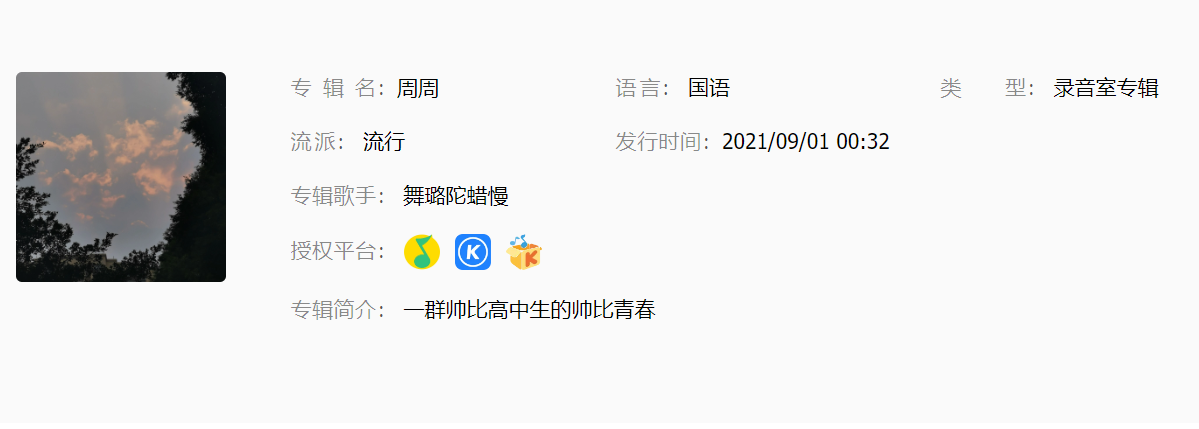 专 辑 名：周周 语言：国语 类 型：录音室专辑
流派：流行 发行时间：2021/09/01 00:32
专辑歌手：舞璐陀蜡慢
授权平台：
专辑简介：一群帅比高中生的帅比青春